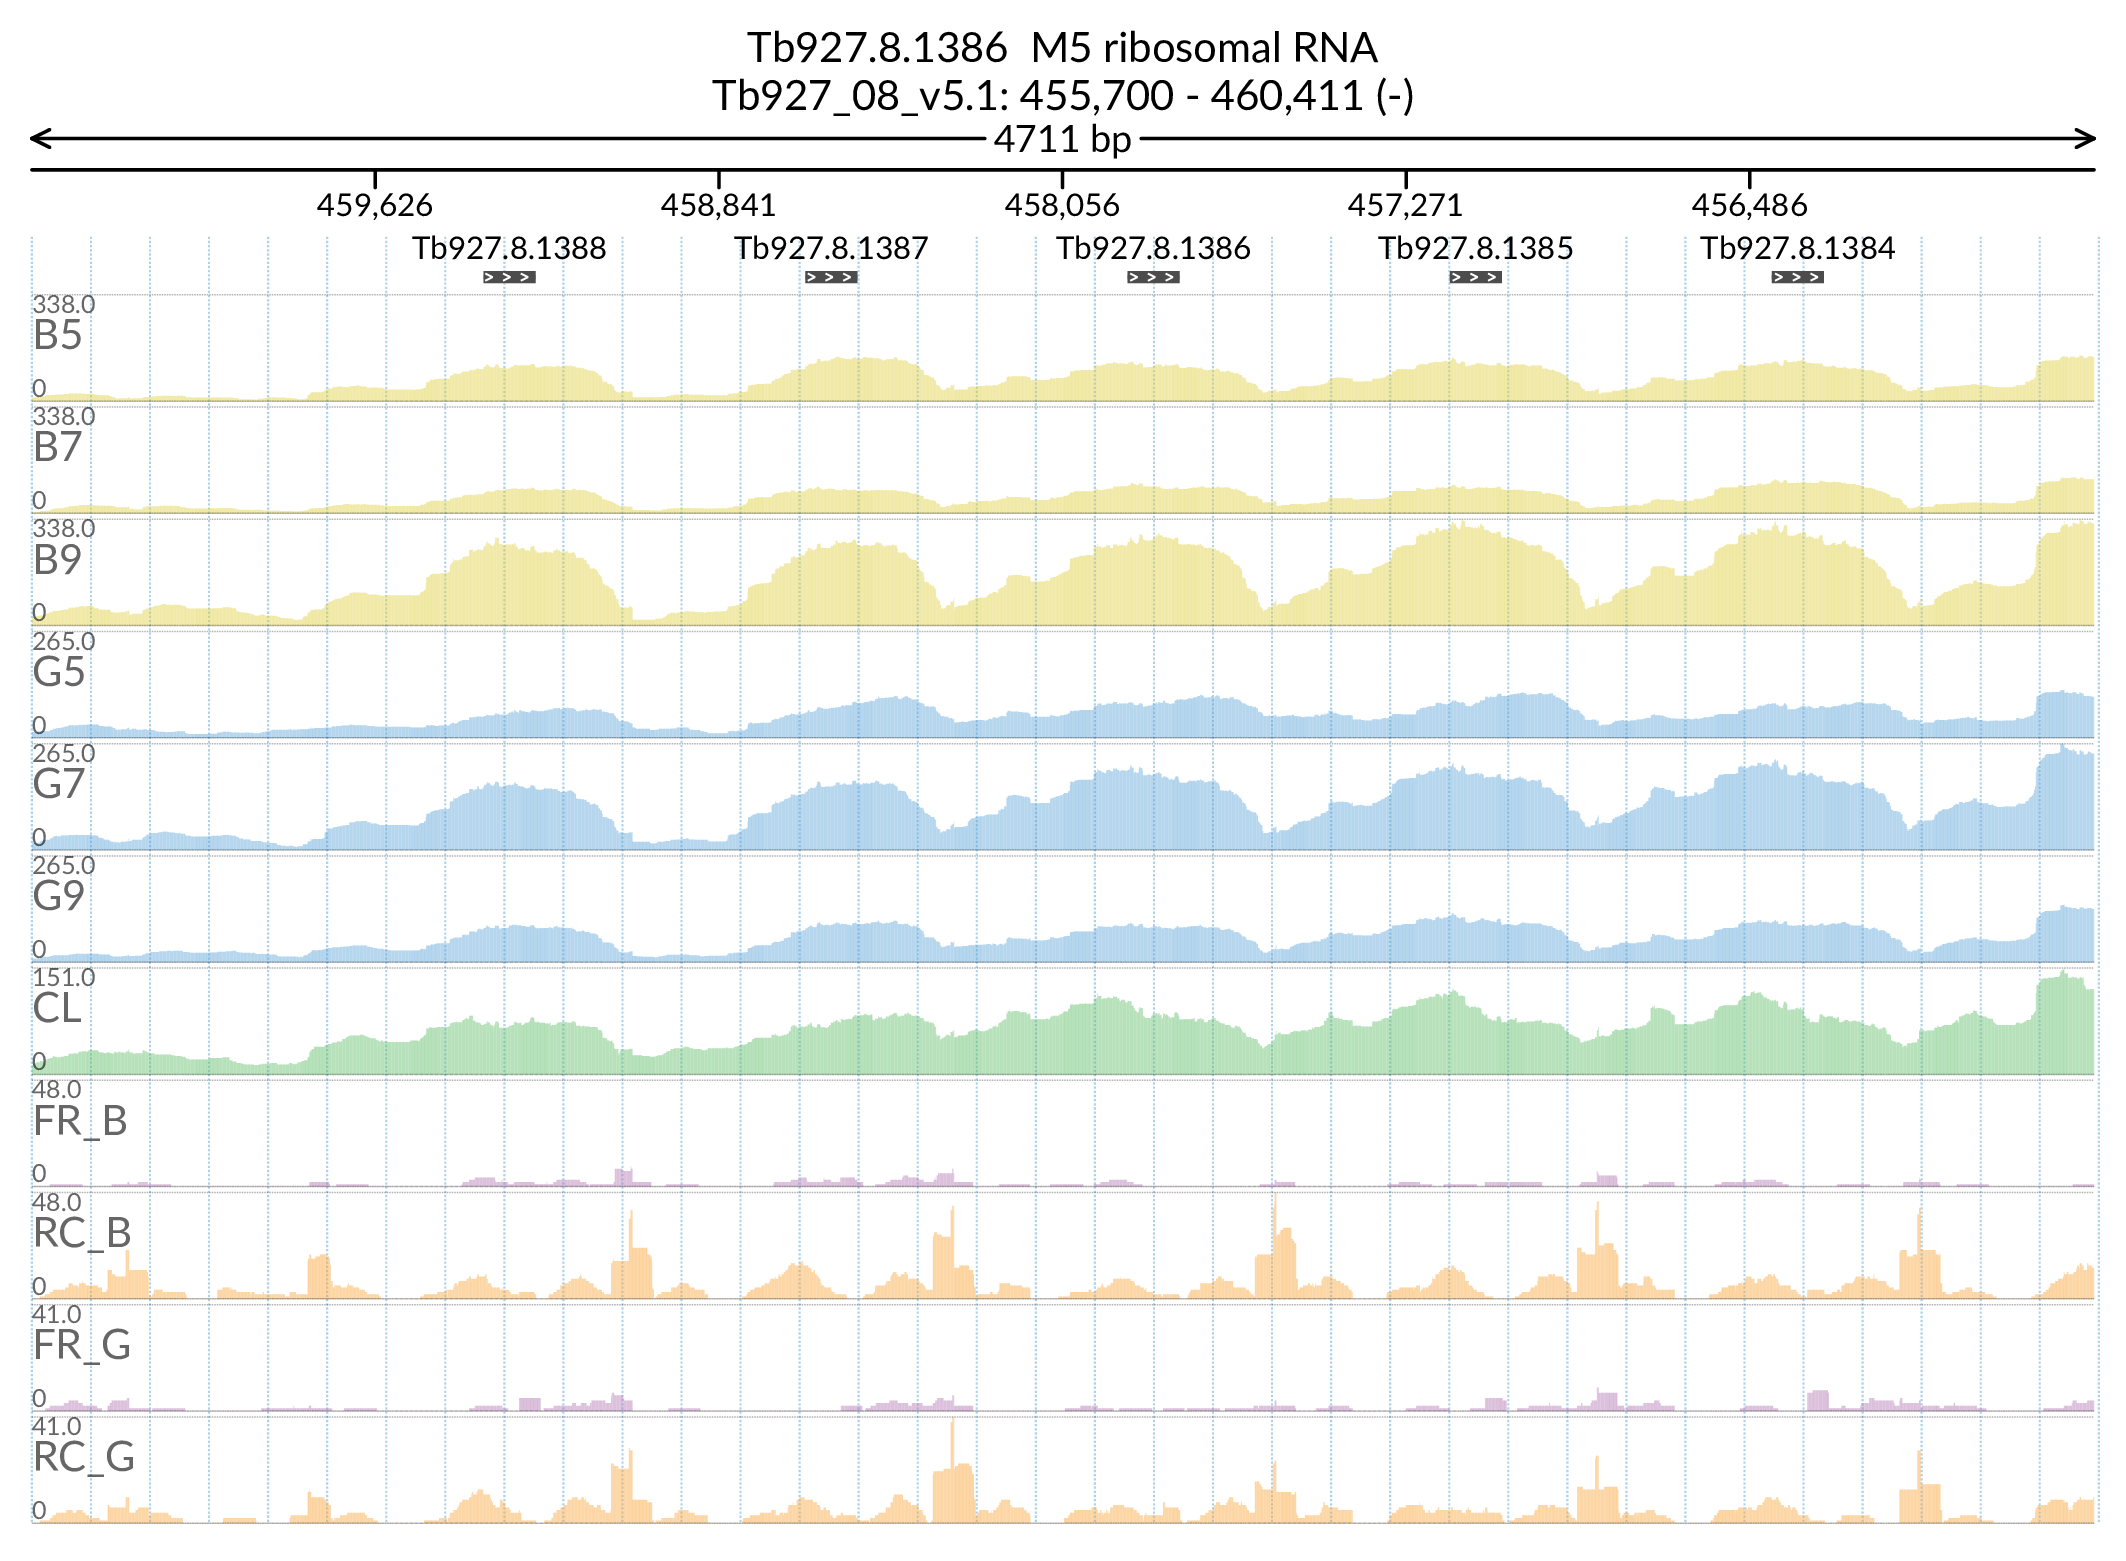 Tb927.8.1386 M5 ribosomal RNA
Tb927_08_v5.1: 455,700 - 460,411 (-)
4711 bp
459,626 458,841 458,056 457,271 456,486
Tb927.8.1388 Tb927.8.1387 Tb927.8.1386 Tb927.8.1385 Tb927.8.1384
> > > > > > > > > > > > > > >
338.0
B5
0
338.0
B7
0
338.0
B9
0
265.0
G5
0
265.0
G7
0
265.0
G9
0
151.0
CL
0
48.0
FR_B
0
48.0
RC_B
0
41.0
FR_G
0
41.0
RC_G
0